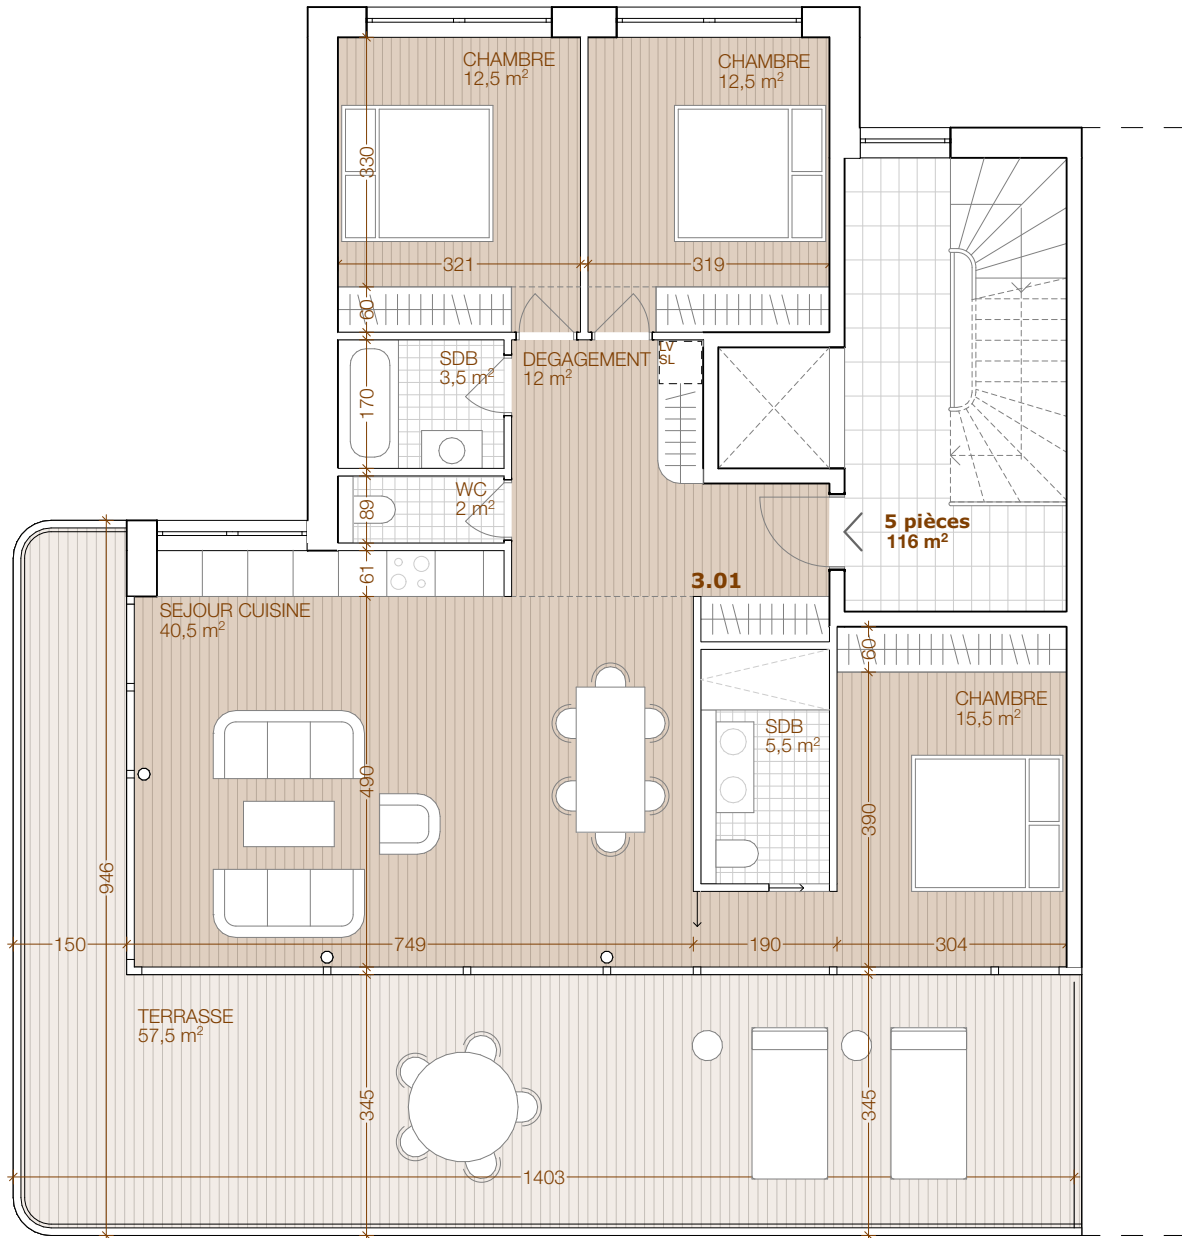 CHAMBRE
12,5 m²
CHAMBRE
12,5 m²
330
321
319
60
LV
SL
SDB
3,5 m²
DEGAGEMENT
12 m²
170
WC
2 m²
89
5 pièces
116 m²
61
3.01
SEJOUR CUISINE
40,5 m²
60
CHAMBRE
15,5 m²
SDB
5,5 m²
490
390
946
150
749
190
304
TERRASSE
57,5 m²
345
345
1403